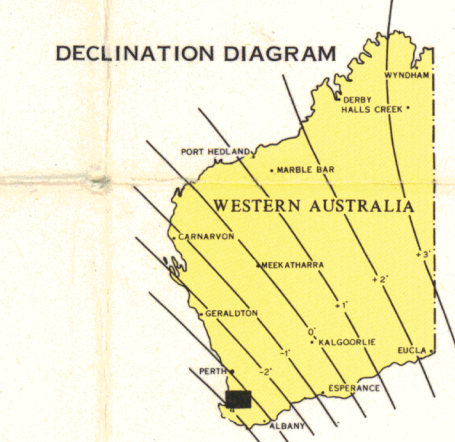 DECLINATION DIAGRAM
WYNDHAM
DERBY
HALLS CREEK
PORT HEDLAND
MARBLE BAR
WESTERN AUSTRALIA
CARNARVON
+3'
MEEKATHARRA
+2'
+1'
GERALDTON
0'
KALGOORLIE
EUCLA
-1'
PERTH
-2'
ESPERANCE
ALBANY